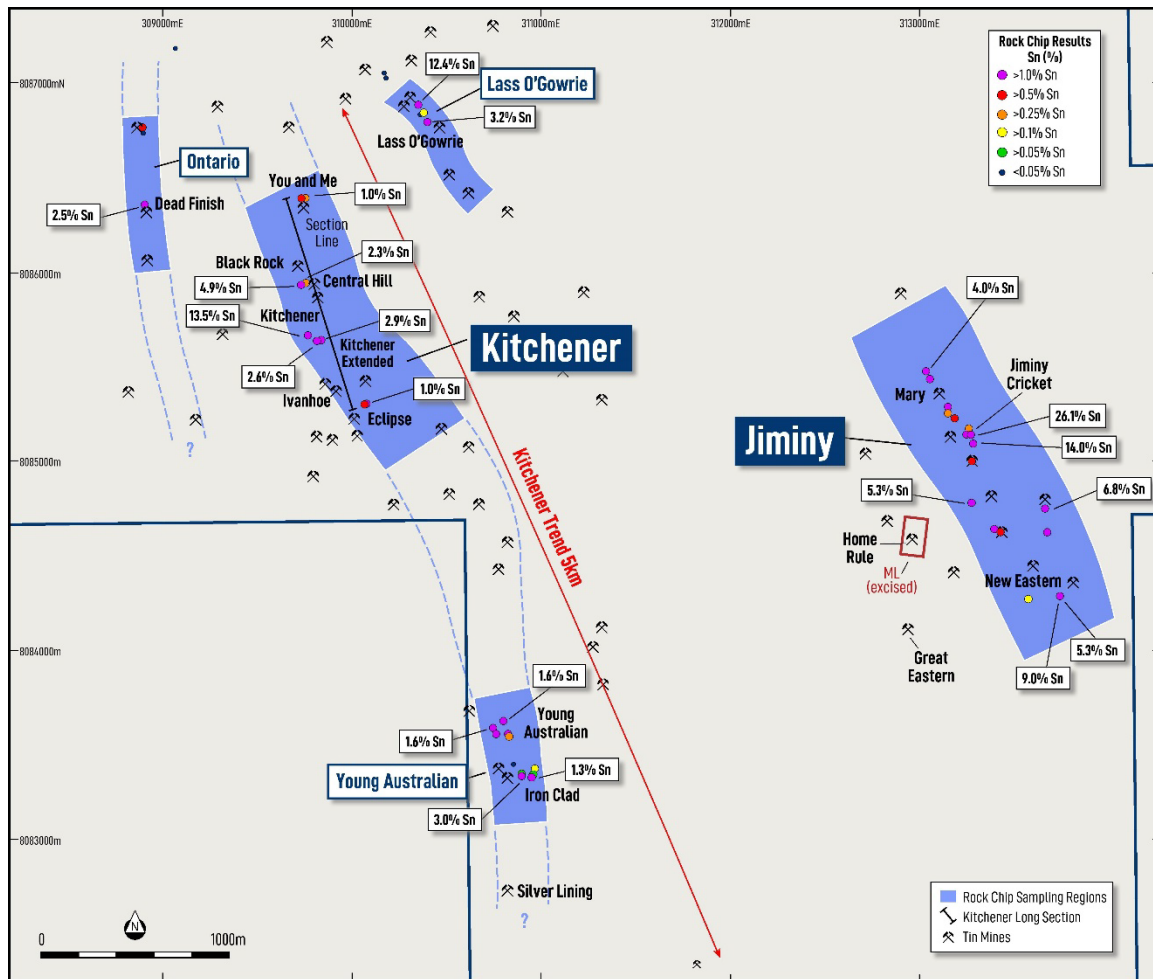 309000mE
310000mE
311000mE
312000mE
313000mE
8087000mN
8086000m
8085000m
8084000m
8083000m
Rock Chip Results
Sn (%)
>1.0% Sn
>0.5% Sn
>0.25% Sn
>0.1% Sn
>0.05% Sn
<0.05% Sn
12.4% Sn
Lass O'Gowrie
3.2% Sn
Lass O'Gowrie
Ontario
Dead Finish
2.5% Sn
You and Me
1.0% Sn
Section
Line
2.3% Sn
Black Rock
Central Hill
4.9% Sn
13.5% Sn
Kitchener
2.9% Sn
Kitchener
Extended
2.6% Sn
Ivanhoe
1.0% Sn
Eclipse
Kitchener
?
Kitchener Trend 5km
4.0% Sn
Mary
Jiminy
Cricket
26.1% Sn
14.0% Sn
Jiminy
5.3% Sn
6.8% Sn
Home
Rule
ML
(excised)
New Eastern
Great
Eastern
5.3% Sn
9.0% Sn
1.6% Sn
Young
Australian
1.6% Sn
Young Australian
1.3% Sn
Iron Clad
3.0% Sn
Silver Lining
?
N
0
1000m
Rock Chip Sampling Regions
Kitchener Long Section
Tin Mines